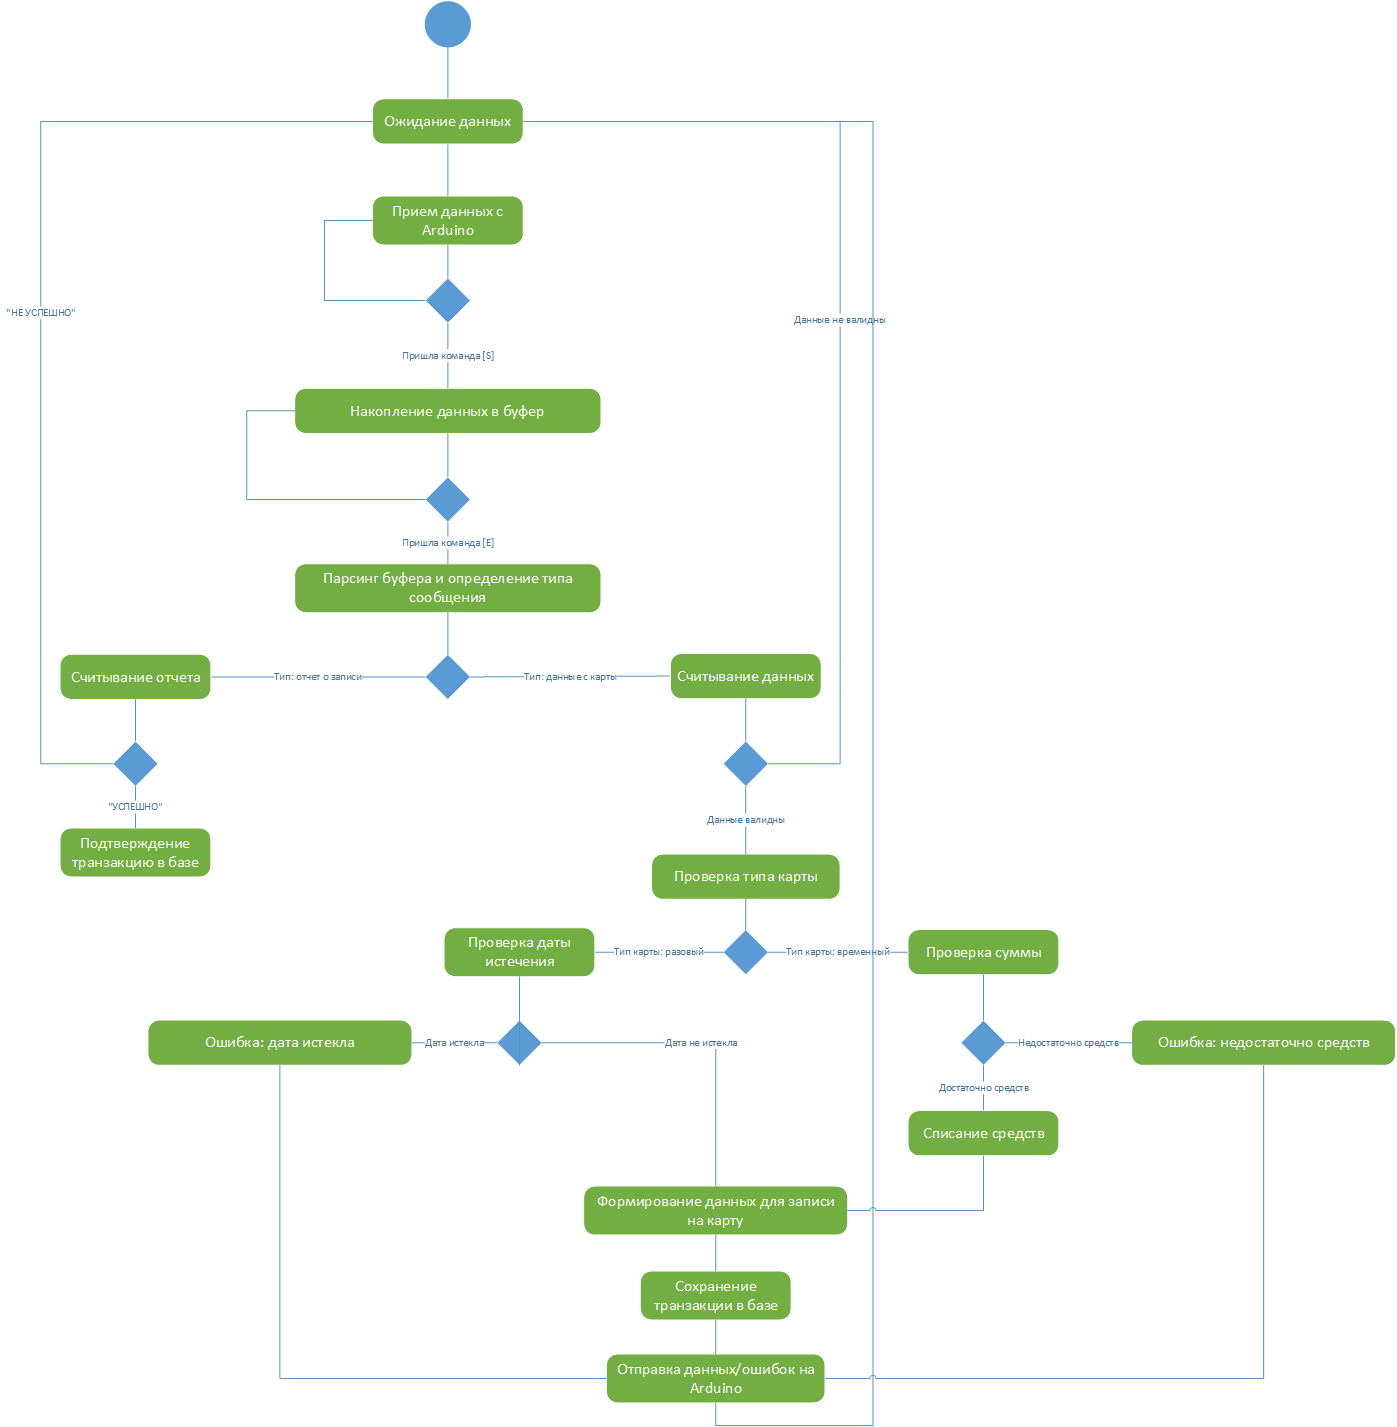 Ожидание данных
Прием данных с
Arduino
"НЕ УСПЕШНО"
Данные не валидны
Пришла команда [S]
Накопление данных в буфер
Пришла команда [E]
Парсинг буфера и определение типа
сообщения
Считывание отчета
Тип: отчет о записи
Тип: данные с карты
Считывание данных
"УСПЕШНО"
Данные валидны
Подтверждение
транзакцию в базе
Проверка типа карты
Проверка даты
истечения
Тип карты: разовый
Тип карты: временный
Проверка суммы
Ошибка: дата истекла
Дата истекла
Дата не истекла
Недостаточно средств
Ошибка: недостаточно средств
Достаточно средств
Списание средств
Формирование данных для записи
на карту
Сохранение
транзакции в базе
Отправка данных/ошибок на
Arduino